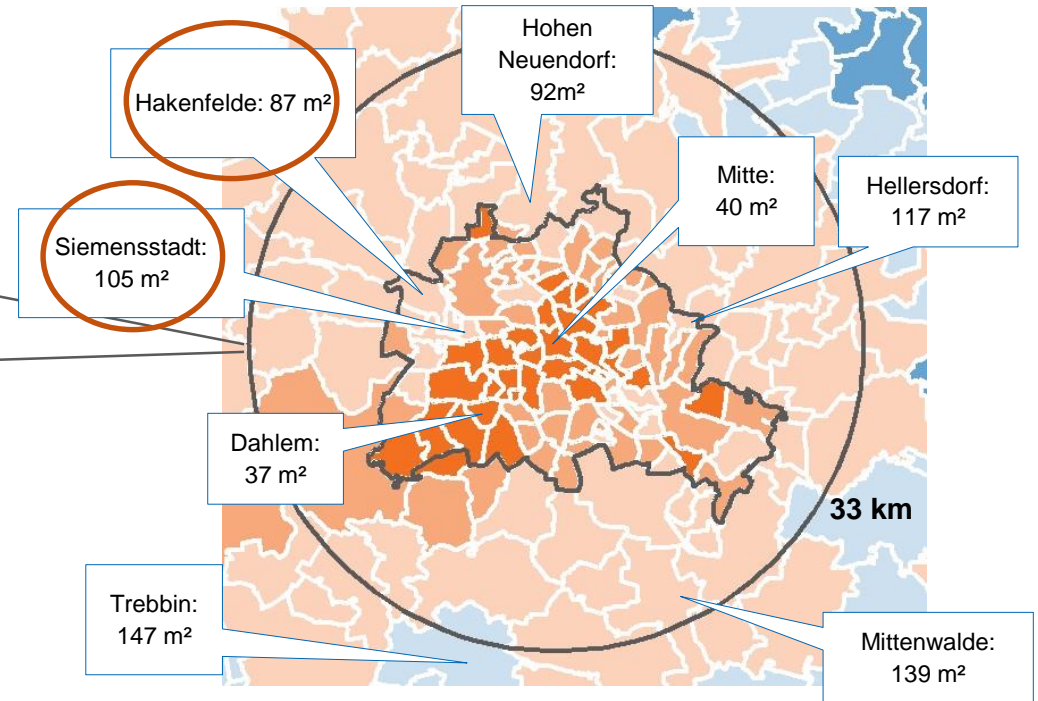 Hohen
Neuendorf:
92m²
Hakenfelde: 87 m²
Mitte:
40 m²
Hellersdorf:
117 m²
Siemensstadt:
105 m²
Dahlem:
37 m²
33 km
Trebbin:
147 m²
Mittenwalde:
139 m²